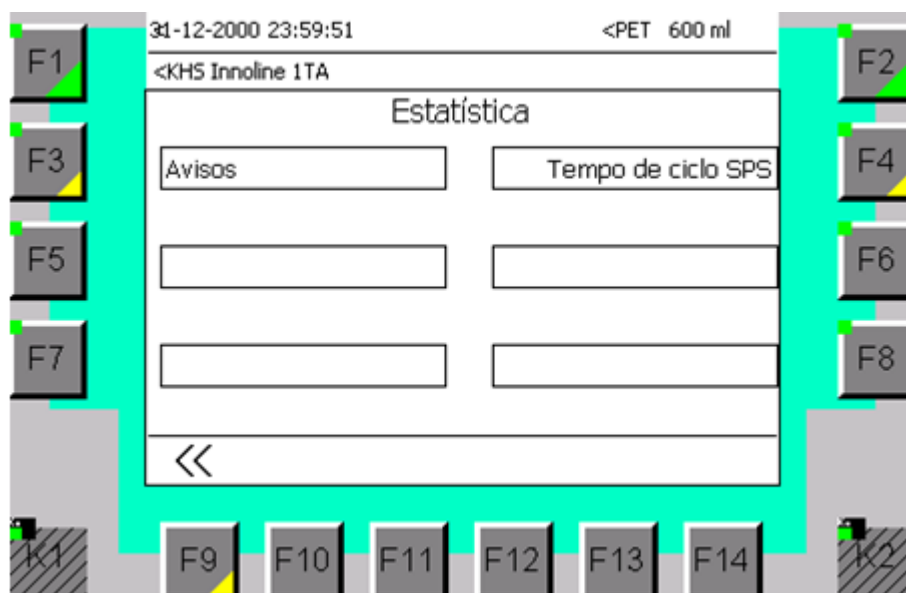 F1
31-12-2000 23:59:51 <PET 600 ml
F2
<KHS Innoline 1TA
Estatística
F3
Avisos
Tempo de ciclo SPS
F4
F5
F6
F7
F8
<<
K1
F9 F10 F11 F12 F13 F14
K2